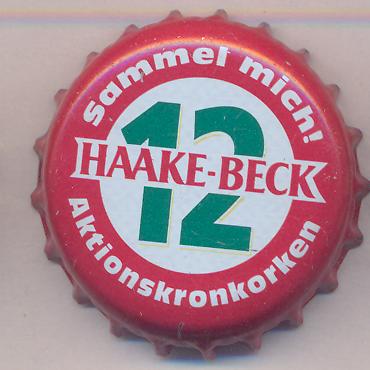 Sammel mich!
12
HAAKE-BECK
Aktionskronkorken